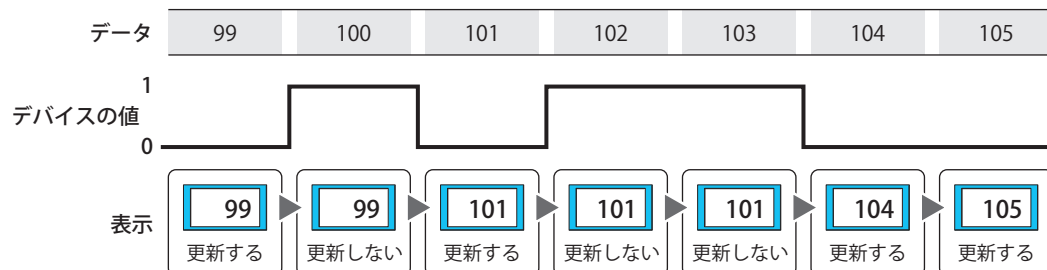 データ 99 100 101 102 103 104 105
1
デバイスの値
0
表示 99 99 101 101 101 104 105
更新する 更新しない 更新する 更新しない 更新しない 更新する 更新する